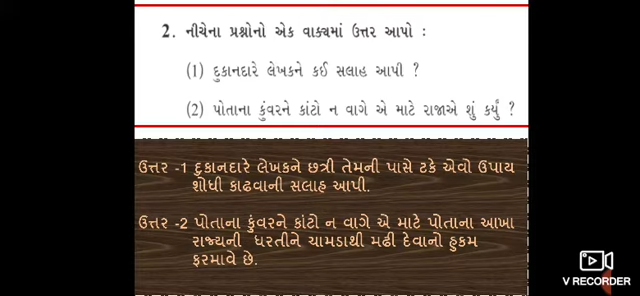 2. નીચેના પ્રશ્નોનો એક વાક્યમાં ઉત્તર આપો :
(1) દુકાનદારે લેખકને કઈ સલાહ આપી ?
(2) પોતાના કુંવરને કાંટો ન વાગે એ માટે રાજાએ શું કર્યું ?
ઉત્તર -1 દુકાનદારે લેખકને છત્રી તેમની પાસે ટકે એવો ઉપાય
શોધી કાઢવાની સલાહ આપી.
ઉત્તર -2 પોતાના કુંવરને કાંટો ન વાગે એ માટે પોતાના આખા
રાજ્યની ધરતીને ચામડાથી મઢી દેવાનો હુકમ
ફરમાવે છે.
V RECORDER